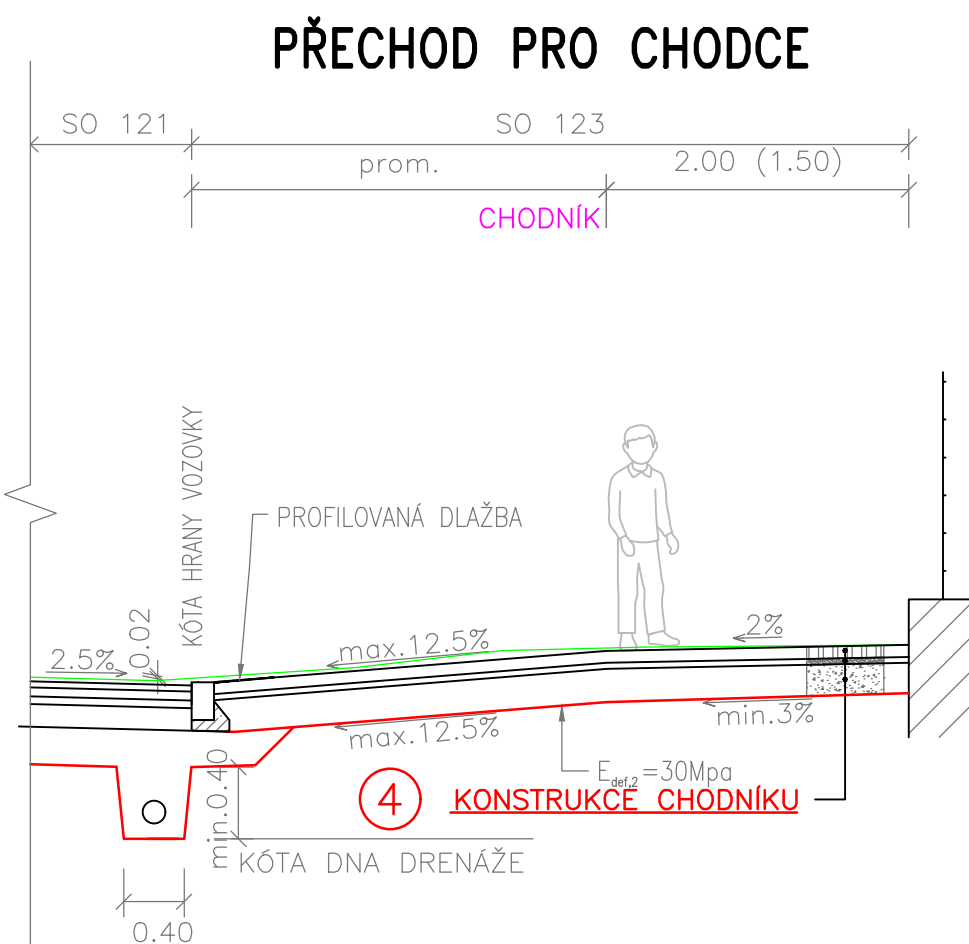 PŘECHOD PRO CHODCE
SO 121
SO 123
prom.
2.00 (1.50)
CHODNÍK
KÓTA HRANY VOZOVKY
PROFILOVANÁ DLAŽBA
0.02
2.5%
max.12.5%
2%
max.12.5%
min.3%
Edef,2=30Mpa
4
KONSTRUKCE CHODNÍKU
min.0.40
KÓTA DNA DRENÁŽE
0.40